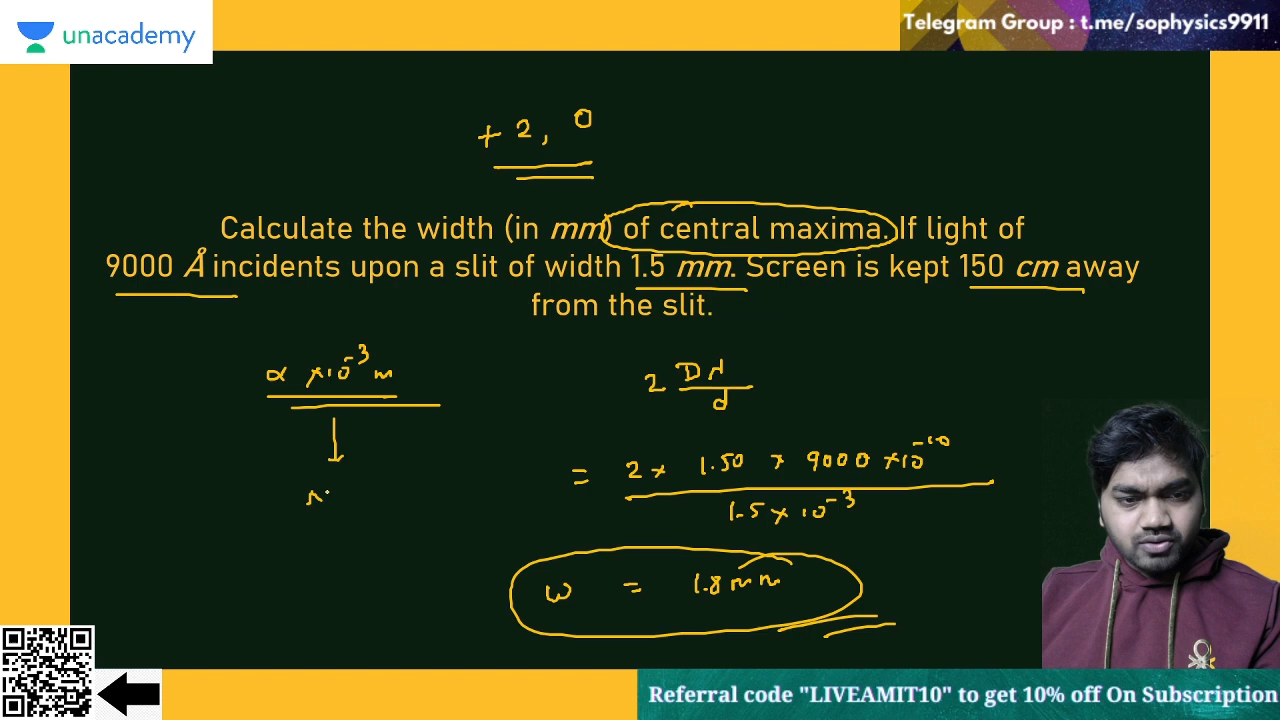 unacademy
Telegram Group : t.me/sophysics9911
+ 2, 0
Calculate the width (in mm) of central maxima. If light of
9000 Å incidents upon a slit of width 1.5 mm. Screen is kept 150 cm away
from the slit.
α × 10⁻³ m
2 Dλ / d
= 2 × 1.50 × 9000 × 10⁻¹⁰ / 1.5 × 10⁻³
ω = 1.8 mm
Referral code "LIVEAMIT10" to get 10% off On Subscription